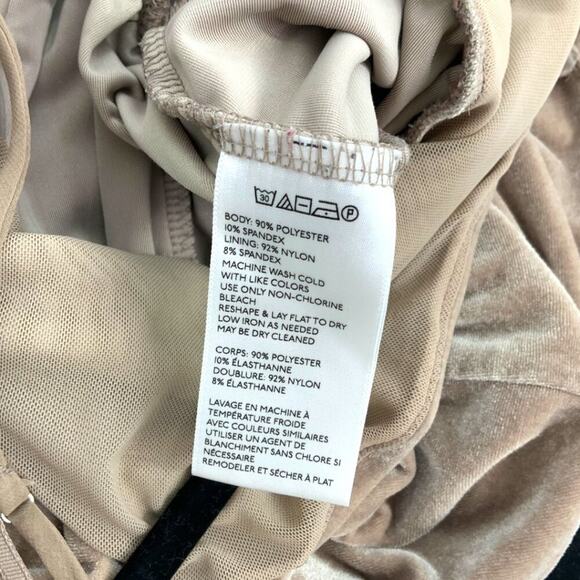 30 P
BODY: 90% POLYESTER
10% SPANDEX
LINING: 92% NYLON
8% SPANDEX
MACHINE WASH COLD
WITH LIKE COLORS
USE ONLY NON-CHLORINE
BLEACH
RESHAPE & LAY FLAT TO DRY
LOW IRON AS NEEDED
MAY BE DRY CLEANED
CORPS: 90% POLYESTER
10% ÉLASTHANNE
DOUBLURE: 92% NYLON
8% ÉLASTHANNE
LAVAGE EN MACHINE À
TEMPÉRATURE FROIDE
AVEC COULEURS SIMILAIRES
UTILISER UN AGENT DE
BLANCHIMENT SANS CHLORE SI
NÉCESSAIRE
REMODELER ET SÉCHER À PLAT